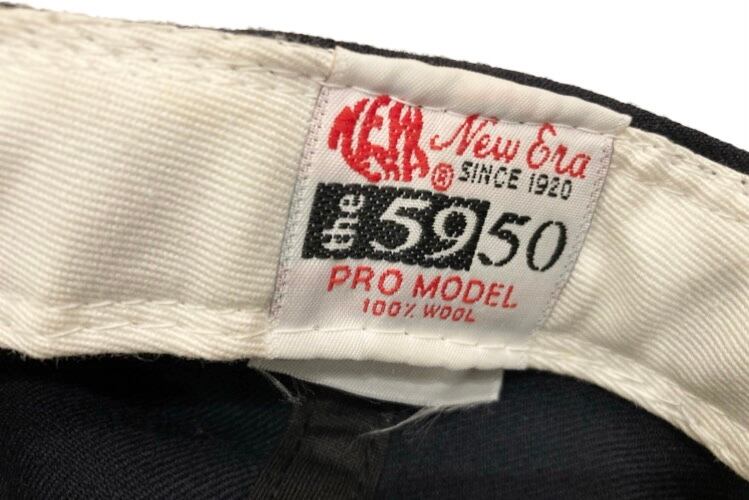 NEW ERA
New Era
® SINCE 1920
the 5950
PRO MODEL
100% WOOL